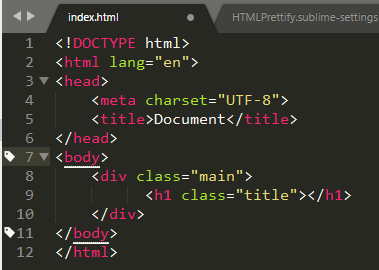 index.html
HTMLPrettify.sublime-settings
1 <!DOCTYPE html>
2 <html lang="en">
3 <head>
4     <meta charset="UTF-8">
5     <title>Document</title>
6 </head>
7 <body>
8     <div class="main">
9         <h1 class="title"></h1>
10     </div>
11 </body>
12 </html>